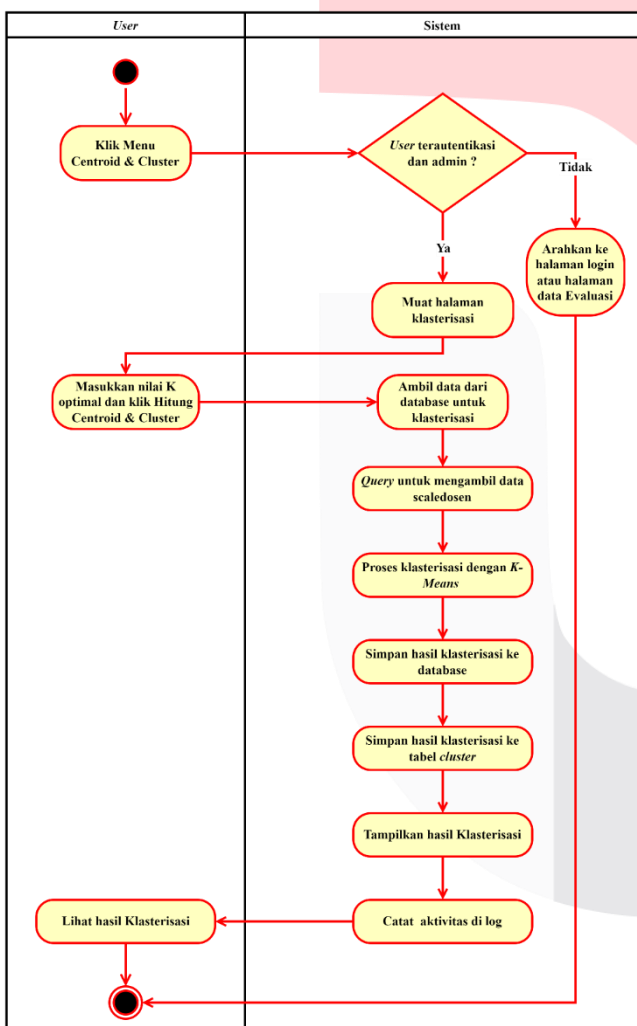 User
Sistem
Klik Menu
Centroid & Cluster
User terautentikasi
dan admin ?
Tidak
Ya
Arahkan ke
halaman login
atau halaman
data Evaluasi
Muat halaman
klasterisasi
Masukkan nilai K
optimal dan klik Hitung
Centroid & Cluster
Ambil data dari
database untuk
klasterisasi
Query untuk mengambil data
scaledosen
Proses klasterisasi dengan K-
Means
Simpan hasil klasterisasi ke
database
Simpan hasil klasterisasi ke
tabel cluster
Tampilkan hasil Klasterisasi
Catat aktivitas di log
Lihat hasil Klasterisasi